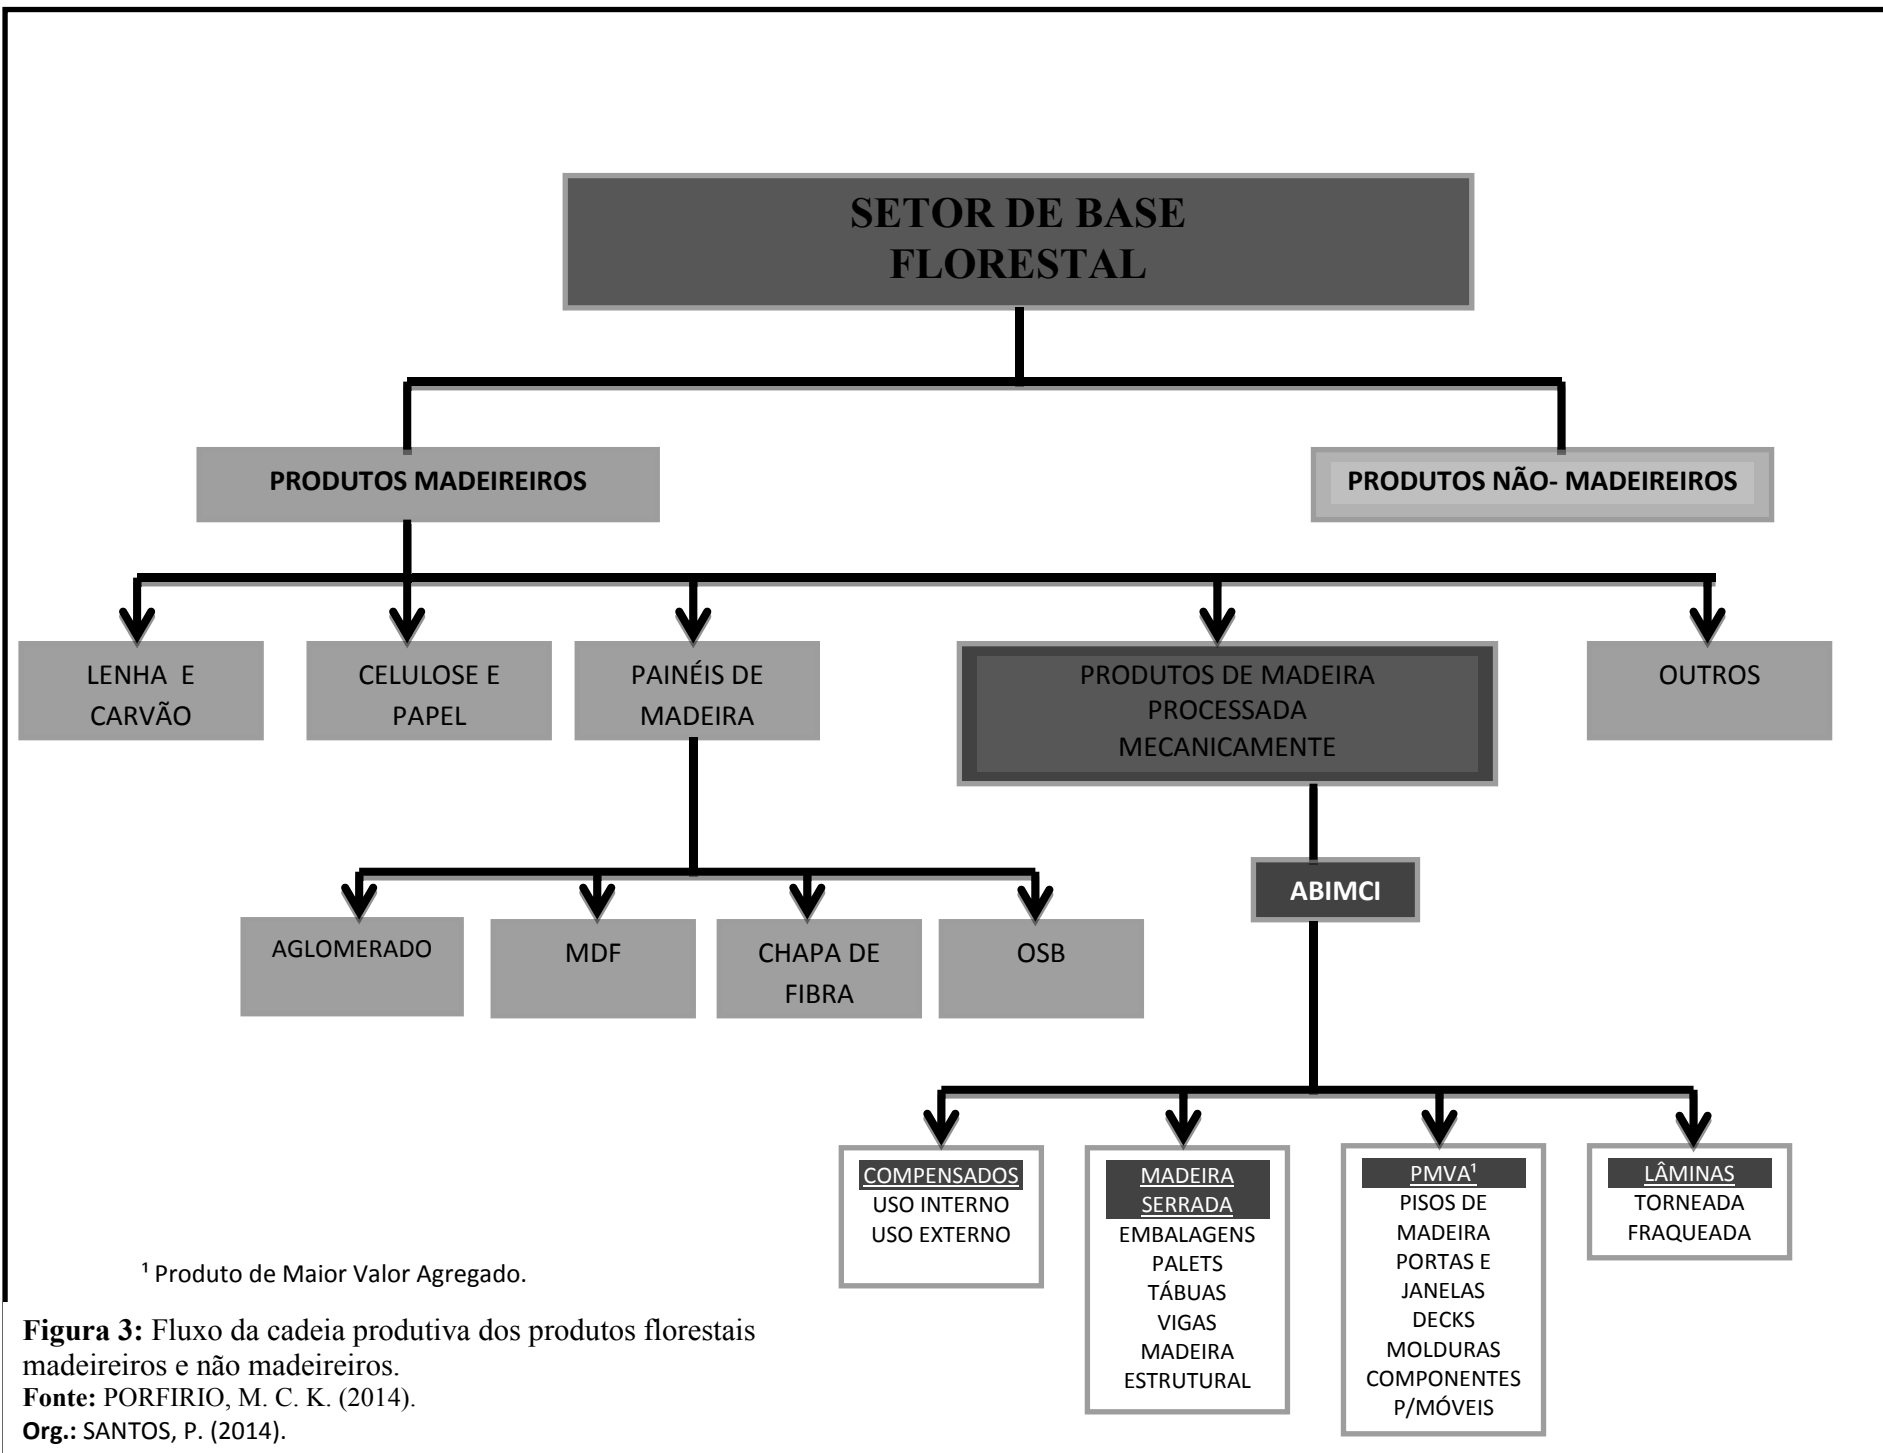 SETOR DE BASE
FLORESTAL
PRODUTOS MADEIREIROS
PRODUTOS NÃO- MADEIREIROS
LENHA E
CARVÃO
CELULOSE E
PAPEL
PAINÉIS DE
MADEIRA
PRODUTOS DE MADEIRA
PROCESSADA
MECANICAMENTE
OUTROS
ABIMCI
AGLOMERADO
MDF
CHAPA DE
FIBRA
OSB
COMPENSADOS
USO INTERNO
USO EXTERNO
MADEIRA
SERRADA
EMBALAGENS
PALETS
TÁBUAS
VIGAS
MADEIRA
ESTRUTURAL
PMVA¹
PISOS DE
MADEIRA
PORTAS E
JANELAS
DECKS
MOLDURAS
COMPONENTES
P/MÓVEIS
LÂMINAS
TORNEADA
FRAQUEADA
¹ Produto de Maior Valor Agregado.
Figura 3: Fluxo da cadeia produtiva dos produtos florestais
madeireiros e não madeireiros.
Fonte: PORFIRIO, M. C. K. (2014).
Org.: SANTOS, P. (2014).